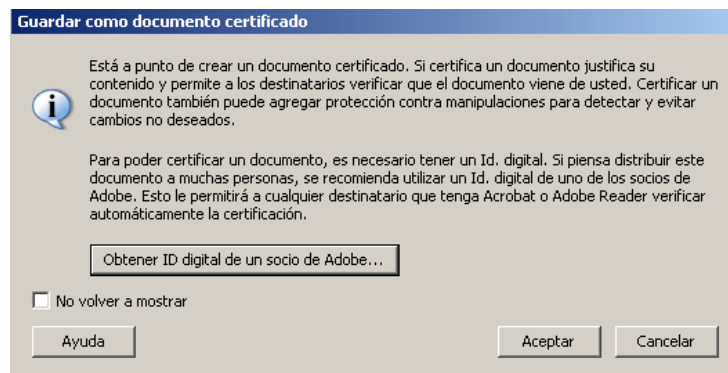 Guardar como documento certificado
Está a punto de crear un documento certificado. Si certifica un documento justifica su
contenido y permite a los destinatarios verificar que el documento viene de usted. Certificar un
documento también puede agregar protección contra manipulaciones para detectar y evitar
cambios no deseados.
Para poder certificar un documento, es necesario tener un Id. digital. Si piensa distribuir este
documento a muchas personas, se recomienda utilizar un Id. digital de uno de los socios de
Adobe. Esto le permitirá a cualquier destinatario que tenga Acrobat o Adobe Reader verificar
automáticamente la certificación.
Obtener ID digital de un socio de Adobe...
No volver a mostrar
Ayuda
Aceptar
Cancelar